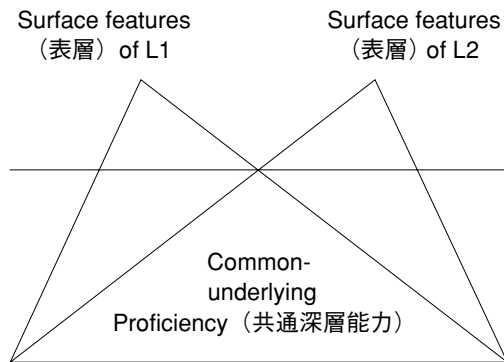 Surface features
（表層）of L1
Surface features
（表層）of L2
Common-
underlying
Proficiency（共通深層能力）